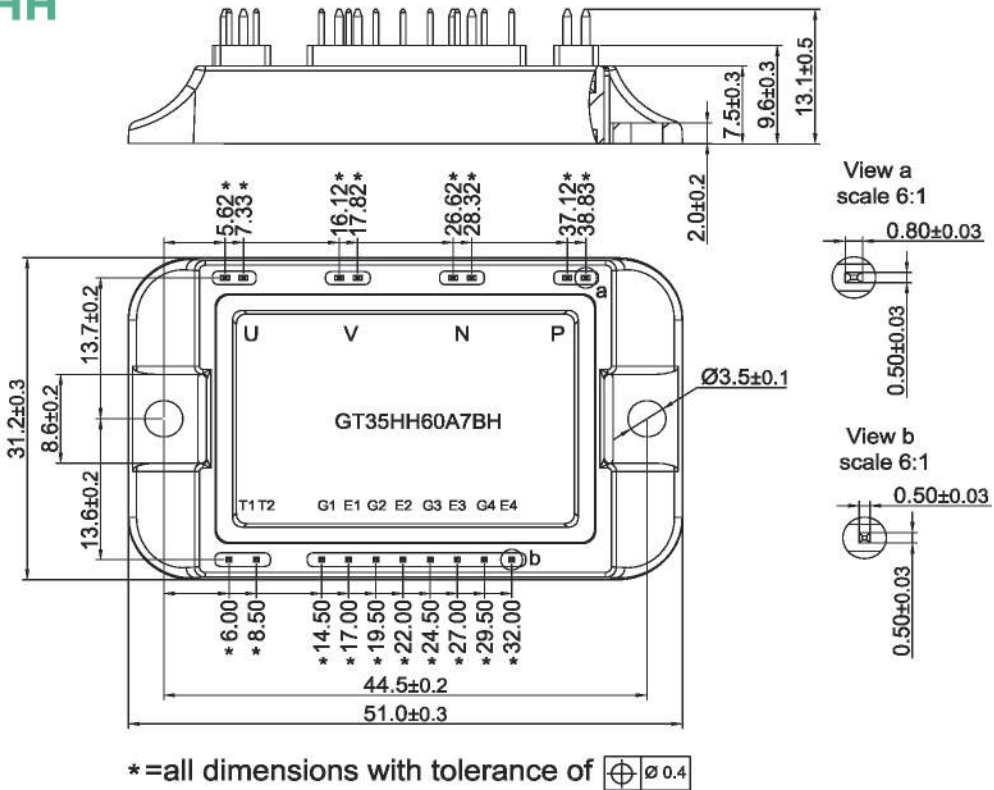 HH
13.1±0.5
9.6±0.3
7.5±0.3
2.0±0.2
5.62*
7.33*
16.12*
17.82*
26.62*
28.32*
37.12*
38.83*
View a
scale 6:1
0.80±0.03
0.50±0.03
a
31.2±0.3
13.7±0.2
8.6±0.2
13.6±0.2
U V N P
Ø3.5±0.1
GT35HH60A7BH
View b
scale 6:1
0.50±0.03
0.50±0.03
T1 T2 G1 E1 G2 E2 G3 E3 G4 E4
b
*6.00
*8.50
*14.50
*17.00
*19.50
*22.00
*24.50
*27.00
*29.50
*32.00
44.5±0.2
51.0±0.3
*=all dimensions with tolerance of ⌖ Ø 0.4